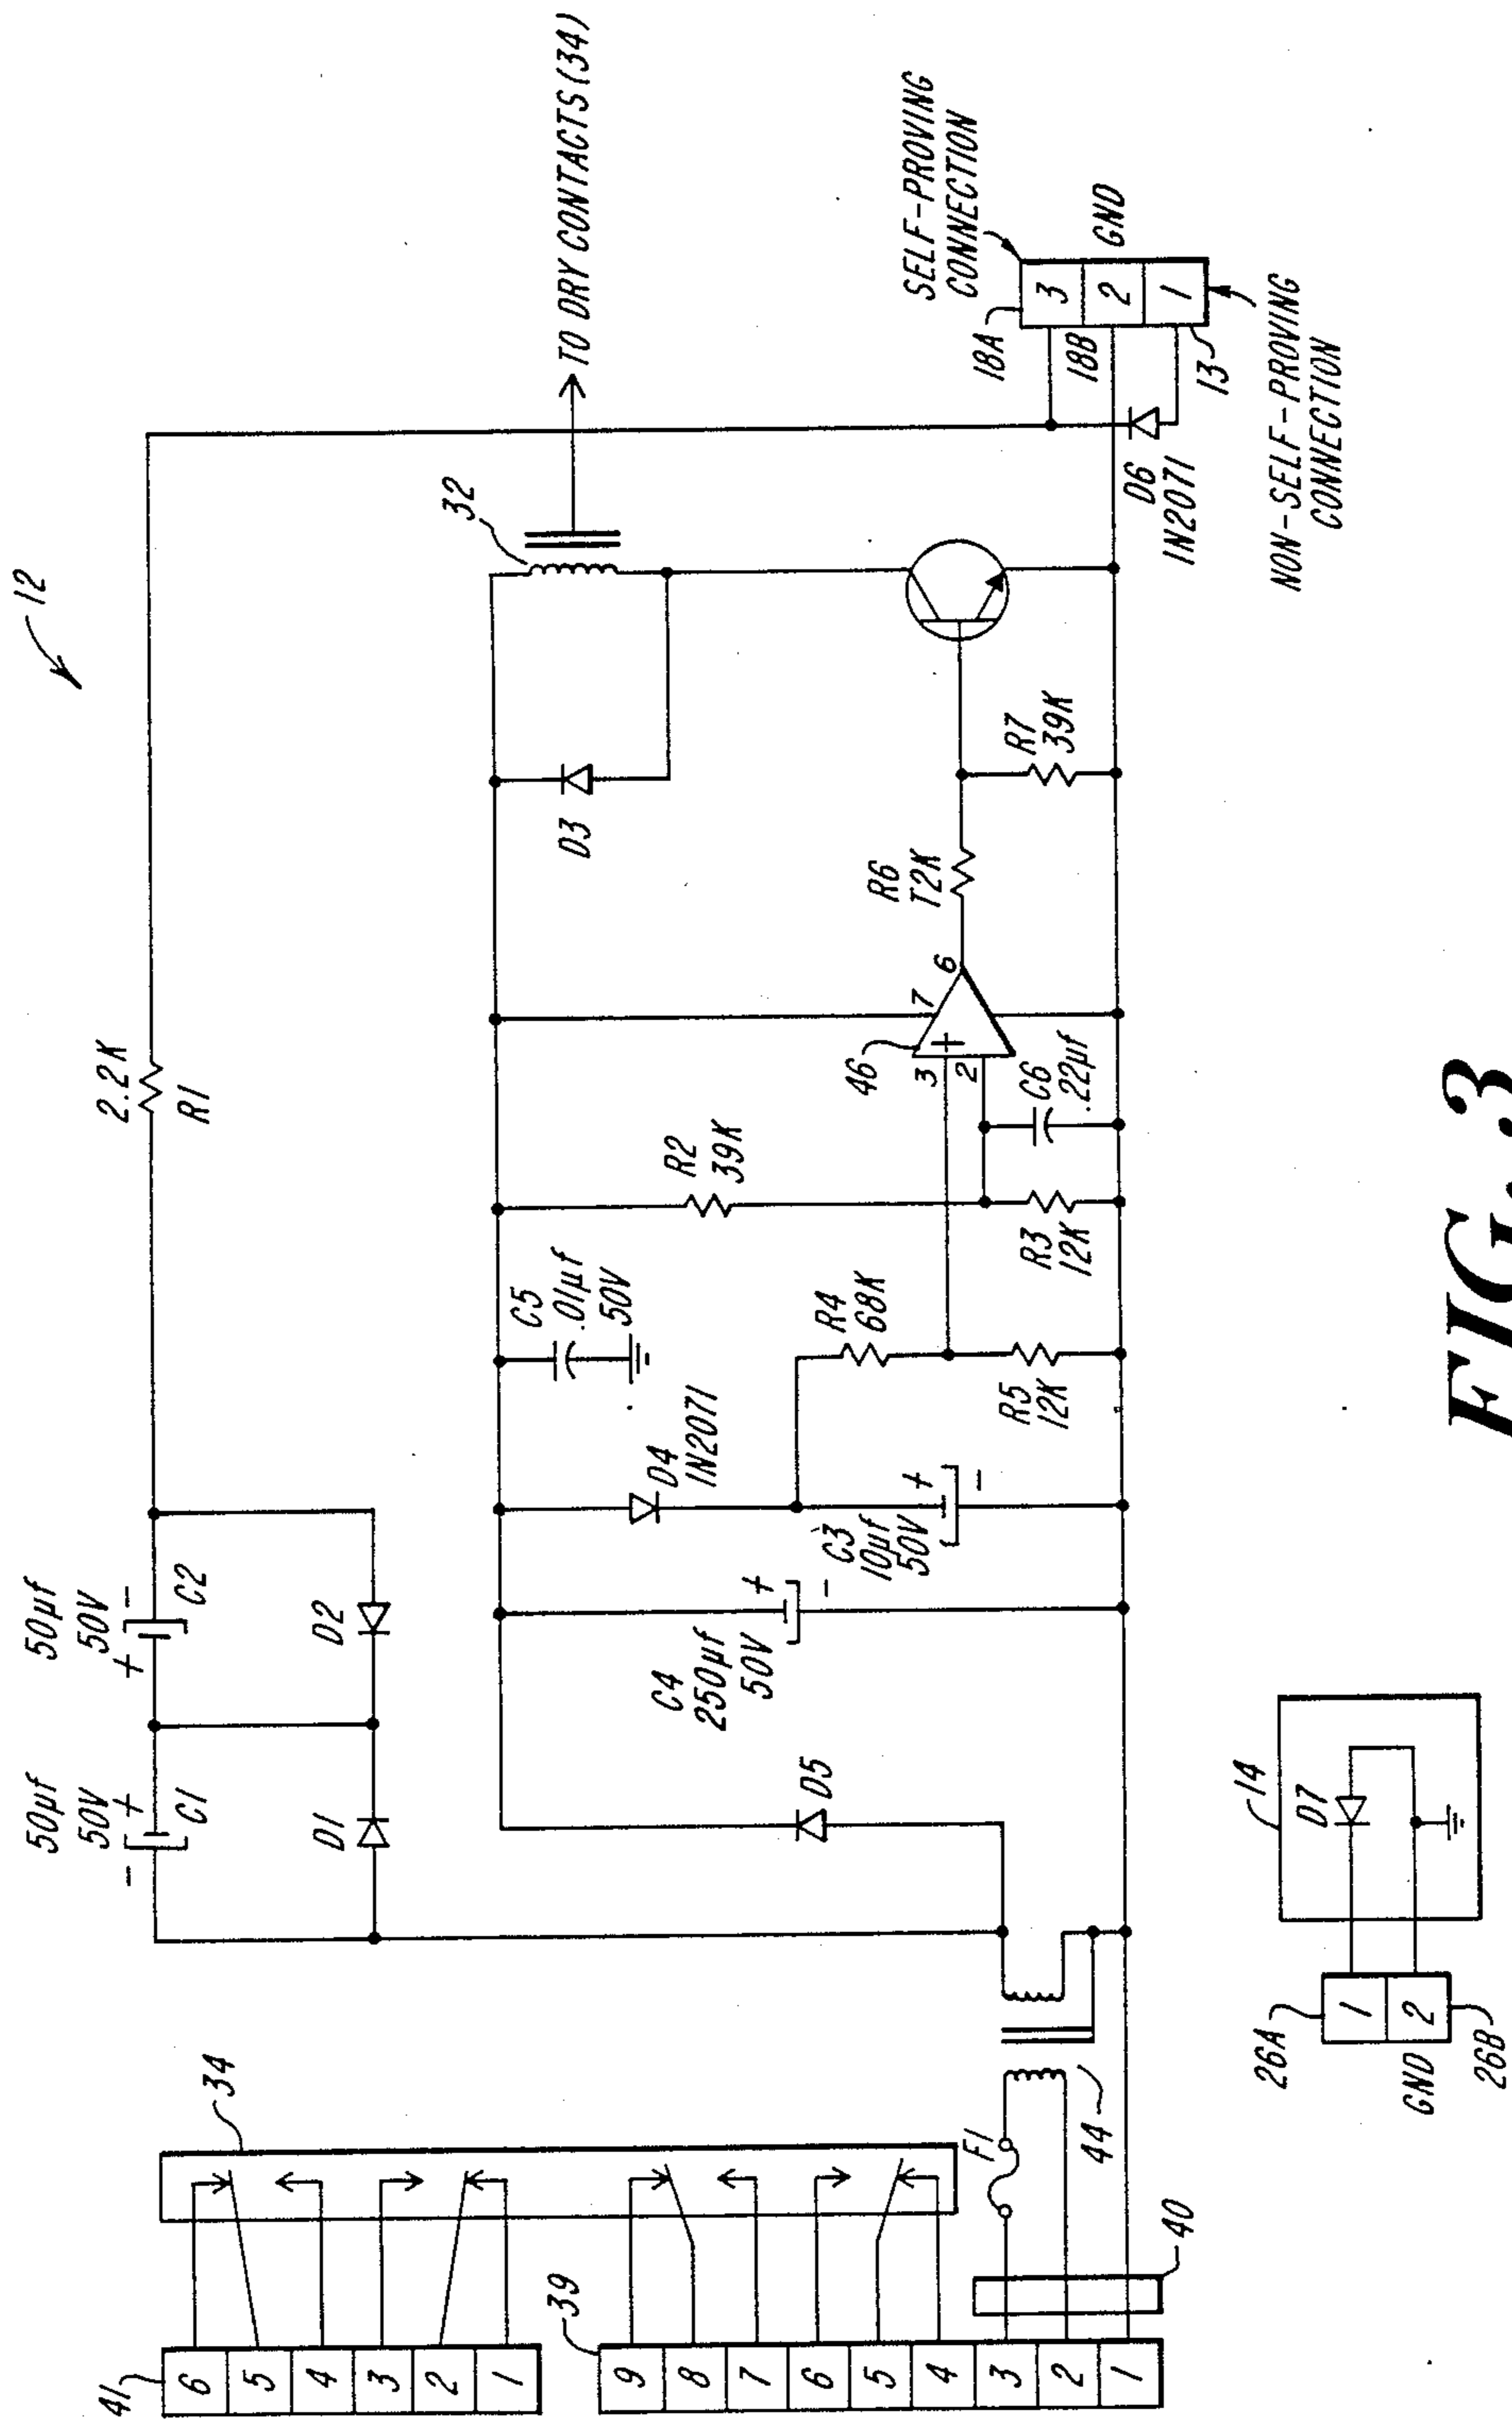 12
50µf
50V
- +
C1
50µf
50V
+ -
C2
D1
D2
2.2K
R1
41
6
5
4
3
2
1
34
39
9
8
7
6
5
4
3
2
1
40
F1
44
D5
C4
250µf
50V
+
-
D4
1N2071
C3
10µf
50V
+
-
C5
.01µf
50V
R4
68K
R5
12K
R2
39K
R3
12K
46
3
+
2
7
6
C6
.22µf
D3
R6
12K
R7
39K
32
TO DRY CONTACTS (34)
SELF-PROVING
CONNECTION
18A
18B
13
3
2
1
GND
D6
1N2071
NON-SELF-PROVING
CONNECTION
26A
1
2
GND
26B
14
D7
FIG. 3